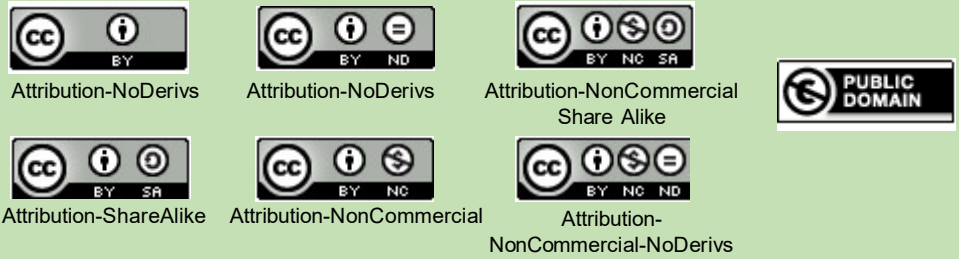 CC BY
CC BY ND
CC BY NC SA
Attribution-NoDerivs
Attribution-NoDerivs
Attribution-NonCommercial
Share Alike
PUBLIC
DOMAIN
CC BY SA
CC BY NC
CC BY NC ND
Attribution-ShareAlike
Attribution-NonCommercial
Attribution-
NonCommercial-NoDerivs